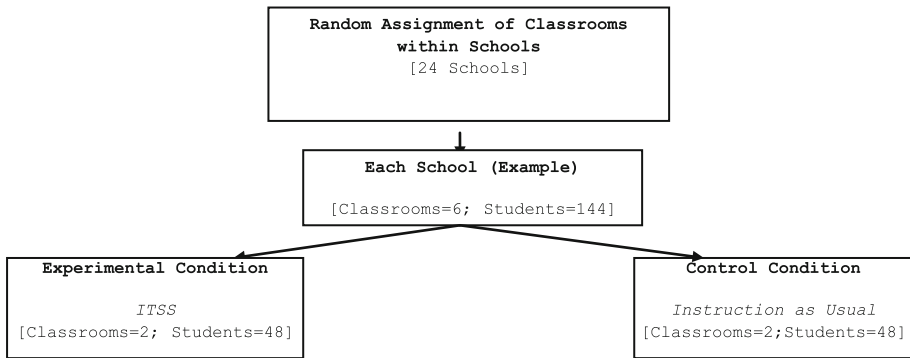 Random Assignment of Classrooms
within Schools
[24 Schools]
Each School (Example)
[Classrooms=6; Students=144]
Experimental Condition
ITSS
[Classrooms=2; Students=48]
Control Condition
Instruction as Usual
[Classrooms=2;Students=48]